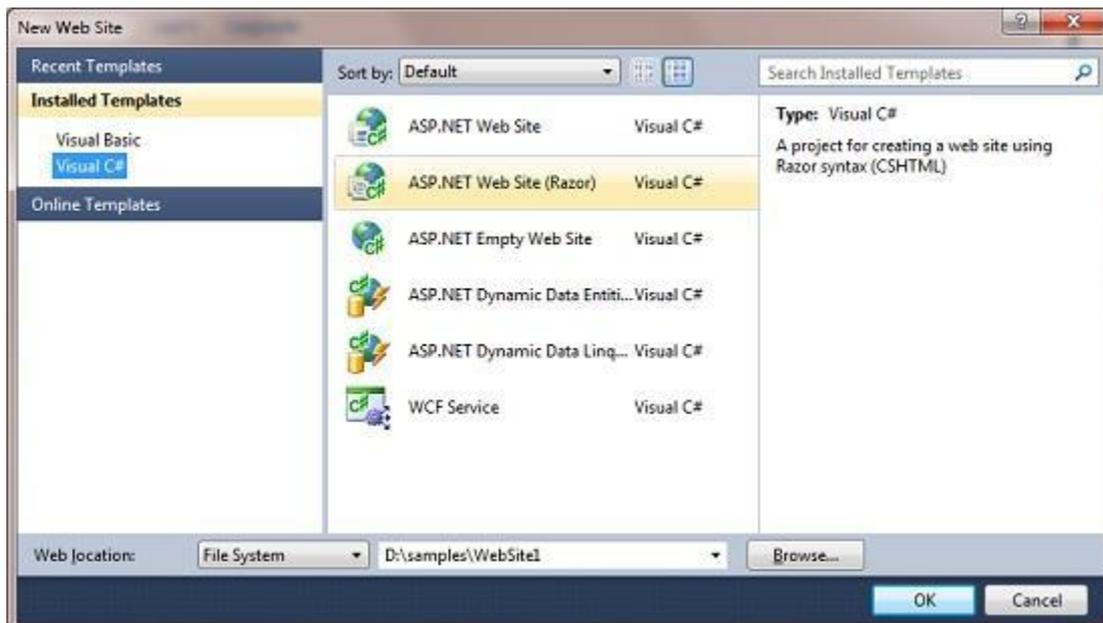 New Web Site
Recent Templates
Installed Templates
Visual Basic
Visual C#
Online Templates
Sort by: Default
ASP.NET Web Site Visual C#
ASP.NET Web Site (Razor) Visual C#
ASP.NET Empty Web Site Visual C#
ASP.NET Dynamic Data Entiti... Visual C#
ASP.NET Dynamic Data Linq... Visual C#
WCF Service Visual C#
Search Installed Templates
Type: Visual C#
A project for creating a web site using
Razor syntax (CSHTML)
Web location: File System D:\samples\WebSite1 Browse...
OK Cancel